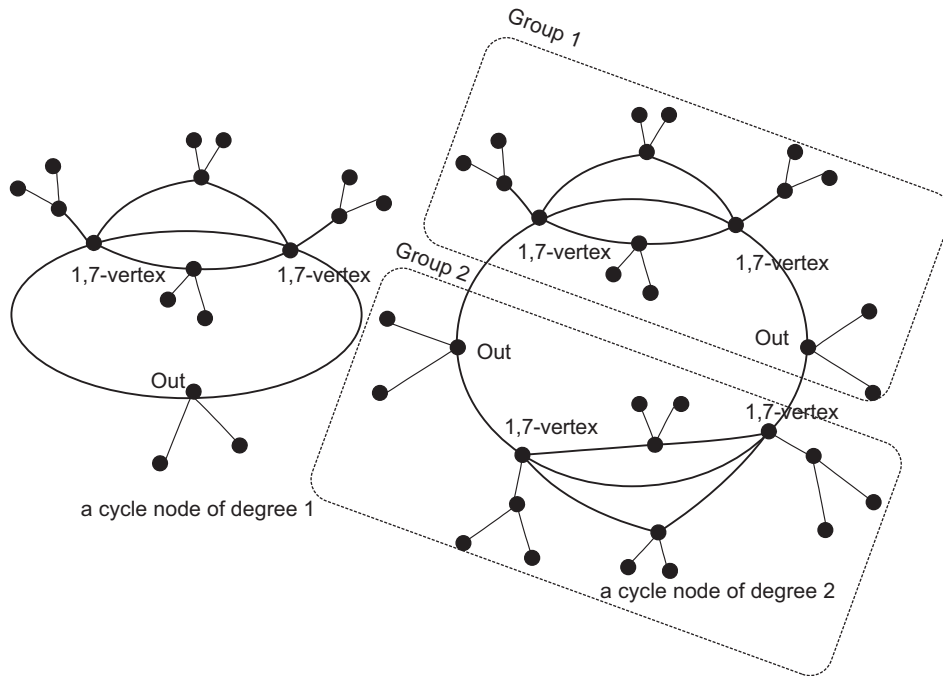 Group 1
1,7-vertex
1,7-vertex
Out
a cycle node of degree 1
1,7-vertex
1,7-vertex
Group 2
Out
Out
1,7-vertex
1,7-vertex
a cycle node of degree 2